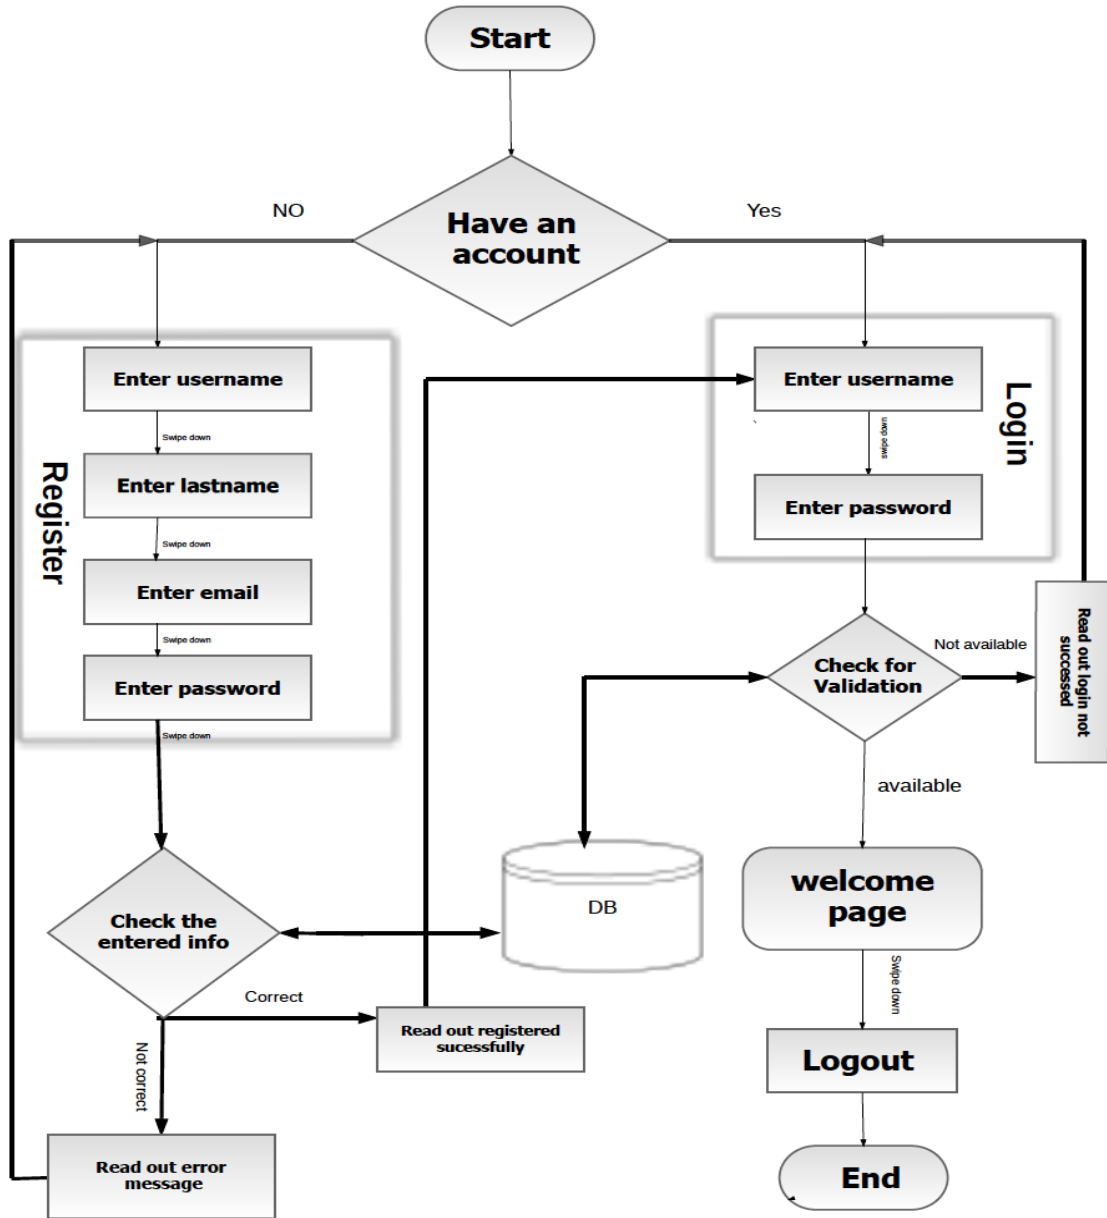 Start
Have an
account
NO
Yes
Register
Enter username
Swipe down
Enter lastname
Swipe down
Enter email
Swipe down
Enter password
Swipe down
Login
Enter username
swipe down
Enter password
Check for
Validation
Not available
Read out login not
successed
available
welcome
page
Swipe down
Logout
End
DB
Check the
entered info
Correct
Read out registered
sucessfully
Not correct
Read out error
message